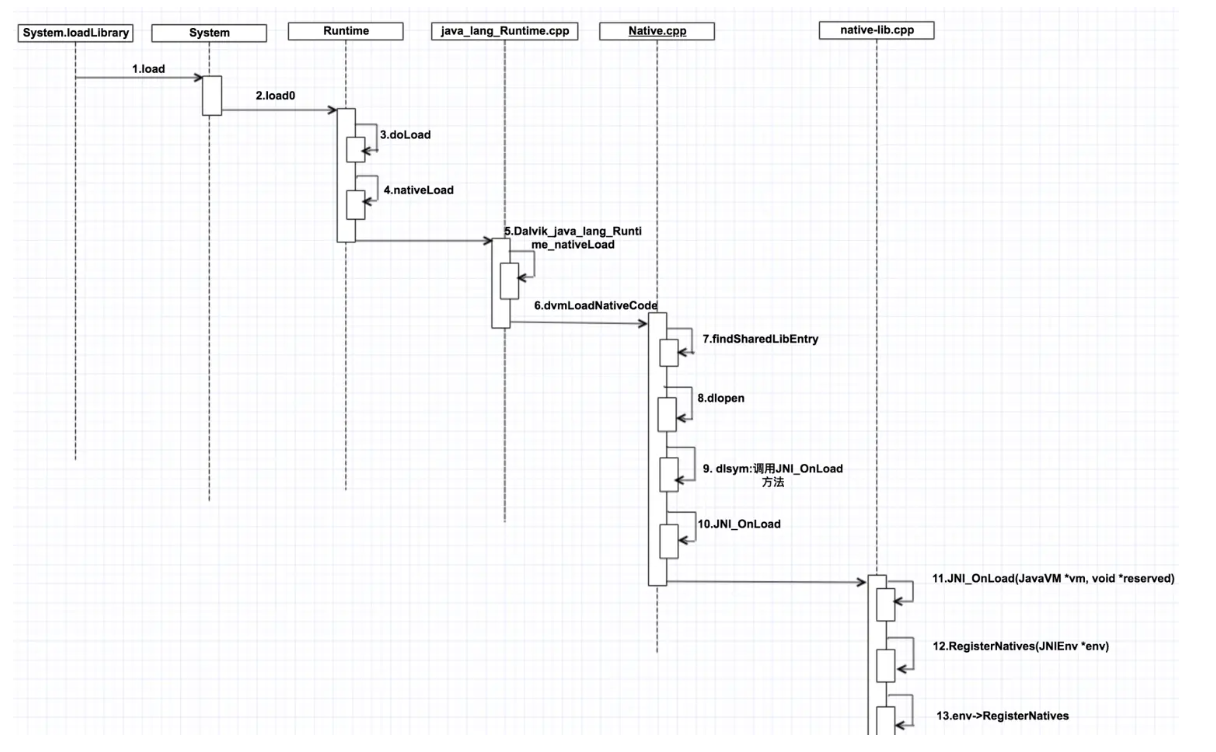 System.loadLibrary
System
Runtime
java_lang_Runtime.cpp
Native.cpp
native-lib.cpp
1.load
2.load0
3.doLoad
4.nativeLoad
5.Dalvik_java_lang_Runti
me_nativeLoad
6.dvmLoadNativeCode
7.findSharedLibEntry
8.dlopen
9. dlsym:调用JNI_OnLoad
方法
10.JNI_OnLoad
11.JNI_OnLoad(JavaVM *vm, void *reserved)
12.RegisterNatives(JNIEnv *env)
13.env->RegisterNatives